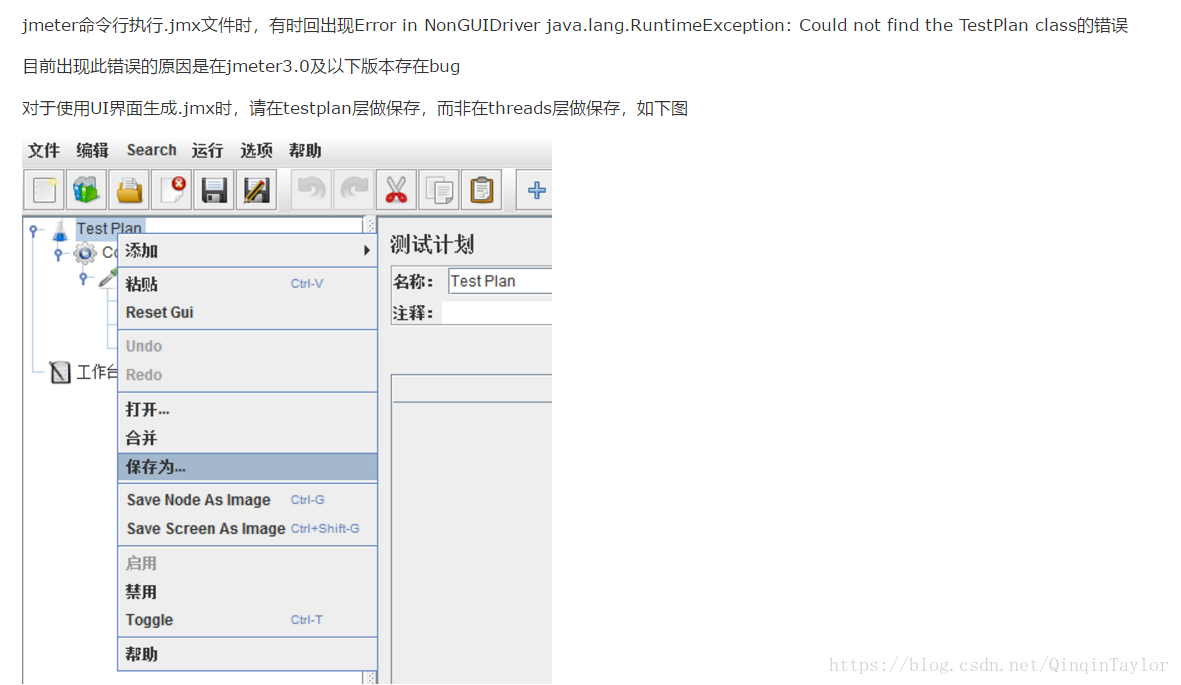 jmeter命令行执行.jmx文件时，有时回出现Error in NonGUIDriver java.lang.RuntimeException：Could not find the TestPlan class的错误
目前出现此错误的原因是在jmeter3.0及以下版本存在bug
对于使用UI界面生成.jmx时，请在testplan层做保存，而非在threads层做保存，如下图
文件 编辑 Search 运行 选项 帮助
Test Plan
测试计划
添加
名称： Test Plan
粘贴 Ctrl-V
注释：
Reset Gui
Undo
工作台
Redo
打开...
合并
保存为...
Save Node As Image Ctrl-G
Save Screen As Image Ctrl+Shift-G
启用
禁用
Toggle Ctrl-T
帮助
https://blog.csdn.net/QinqinTaylor